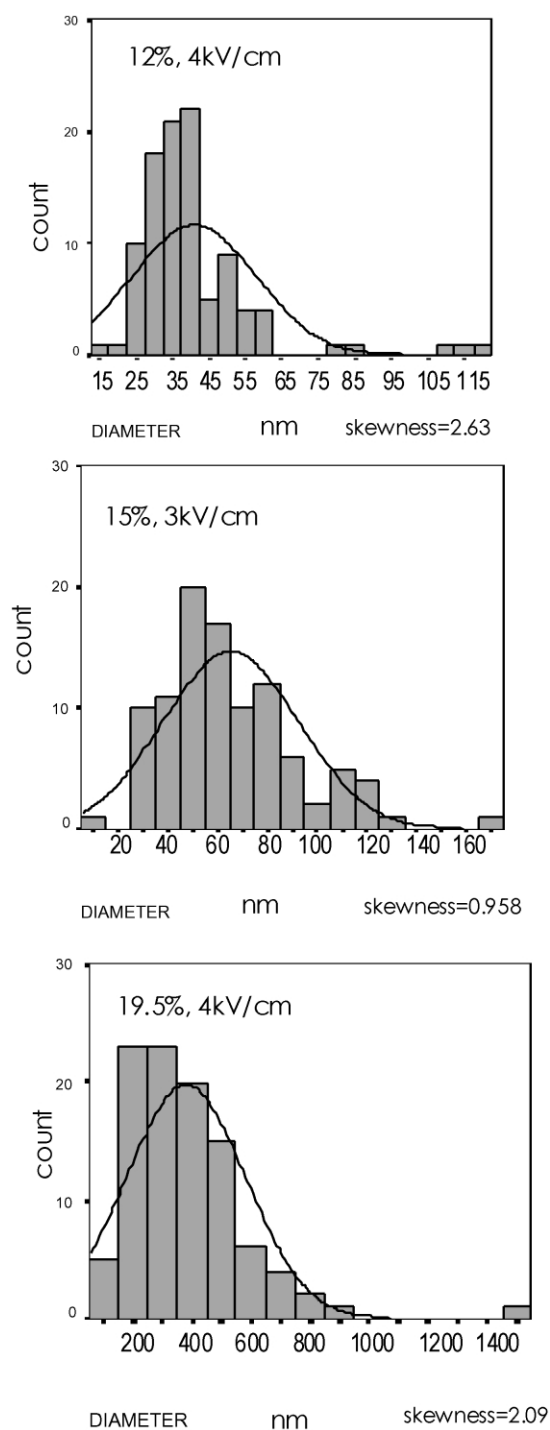 30
12%, 4kV/cm
20
10
0
count
15 25 35 45 55 65 75 85 95 105 115
DIAMETER nm skewness=2.63
30
15%, 3kV/cm
20
10
0
count
20 40 60 80 100 120 140 160
DIAMETER nm skewness=0.958
30
19.5%, 4kV/cm
20
10
0
count
200 400 600 800 1000 1200 1400
DIAMETER nm skewness=2.09